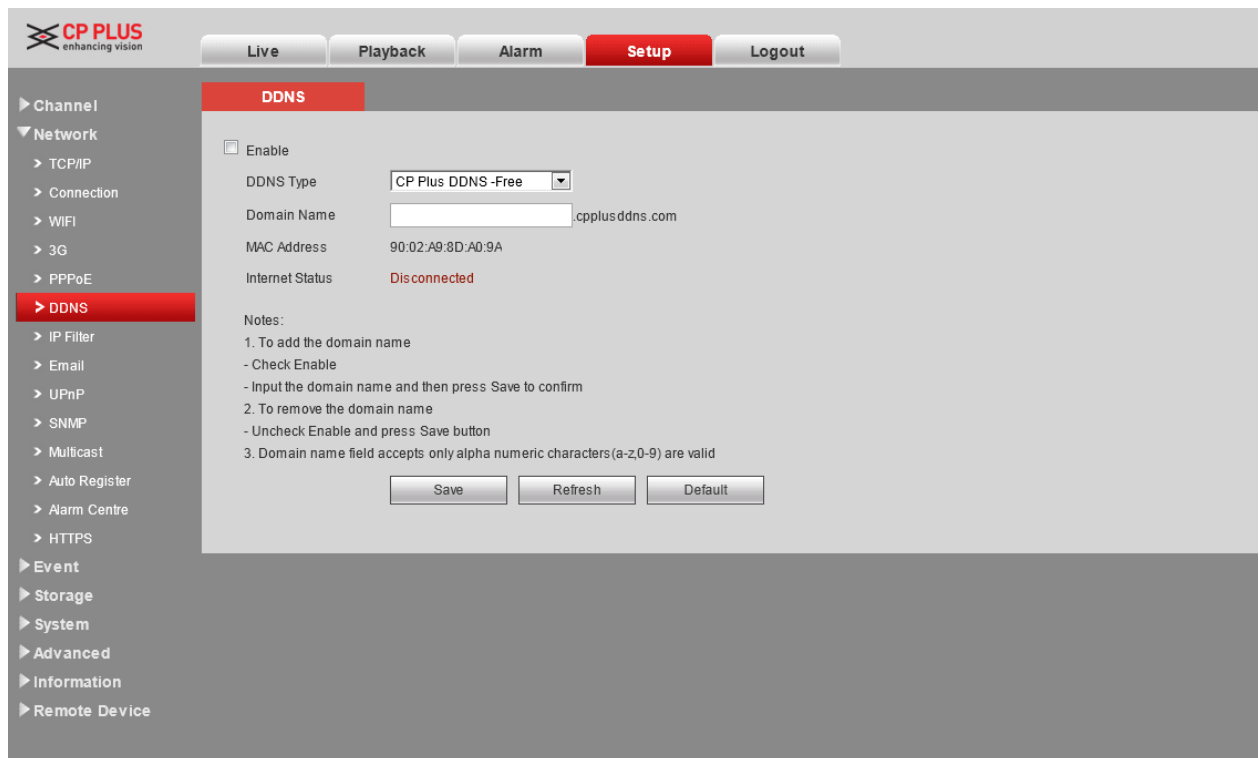 CP PLUS
enhancing vision
Live Playback Alarm Setup Logout
Channel
Network
> TCP/IP
> Connection
> WIFI
> 3G
> PPPoE
> DDNS
> IP Filter
> Email
> UPnP
> SNMP
> Multicast
> Auto Register
> Alarm Centre
> HTTPS
Event
Storage
System
Advanced
Information
Remote Device
DDNS
Enable
DDNS Type CP Plus DDNS -Free
Domain Name .cpplusddns.com
MAC Address 90:02:A9:8D:A0:9A
Internet Status Disconnected
Notes:
1. To add the domain name
- Check Enable
- Input the domain name and then press Save to confirm
2. To remove the domain name
- Uncheck Enable and press Save button
3. Domain name field accepts only alpha numeric characters(a-z,0-9) are valid
Save Refresh Default